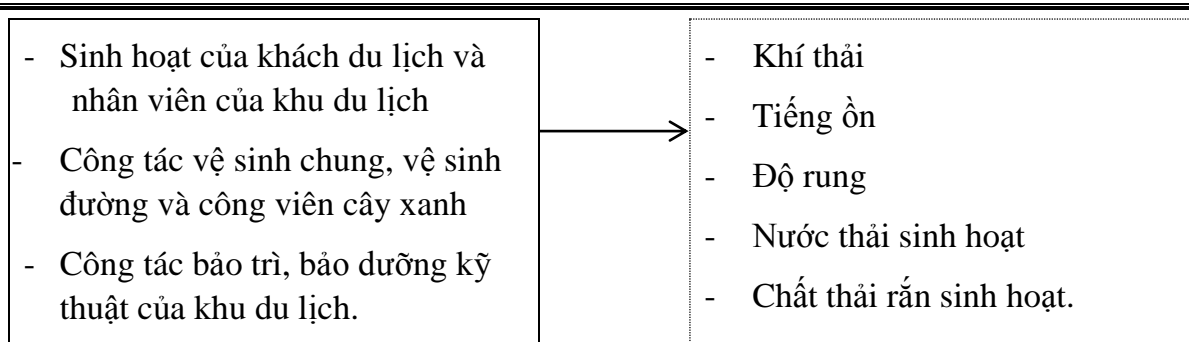 - Sinh hoạt của khách du lịch và
nhân viên của khu du lịch
- Công tác vệ sinh chung, vệ sinh
đường và công viên cây xanh
- Công tác bảo trì, bảo dưỡng kỹ
thuật của khu du lịch.
- Khí thải
- Tiếng ồn
- Độ rung
- Nước thải sinh hoạt
- Chất thải rắn sinh hoạt.